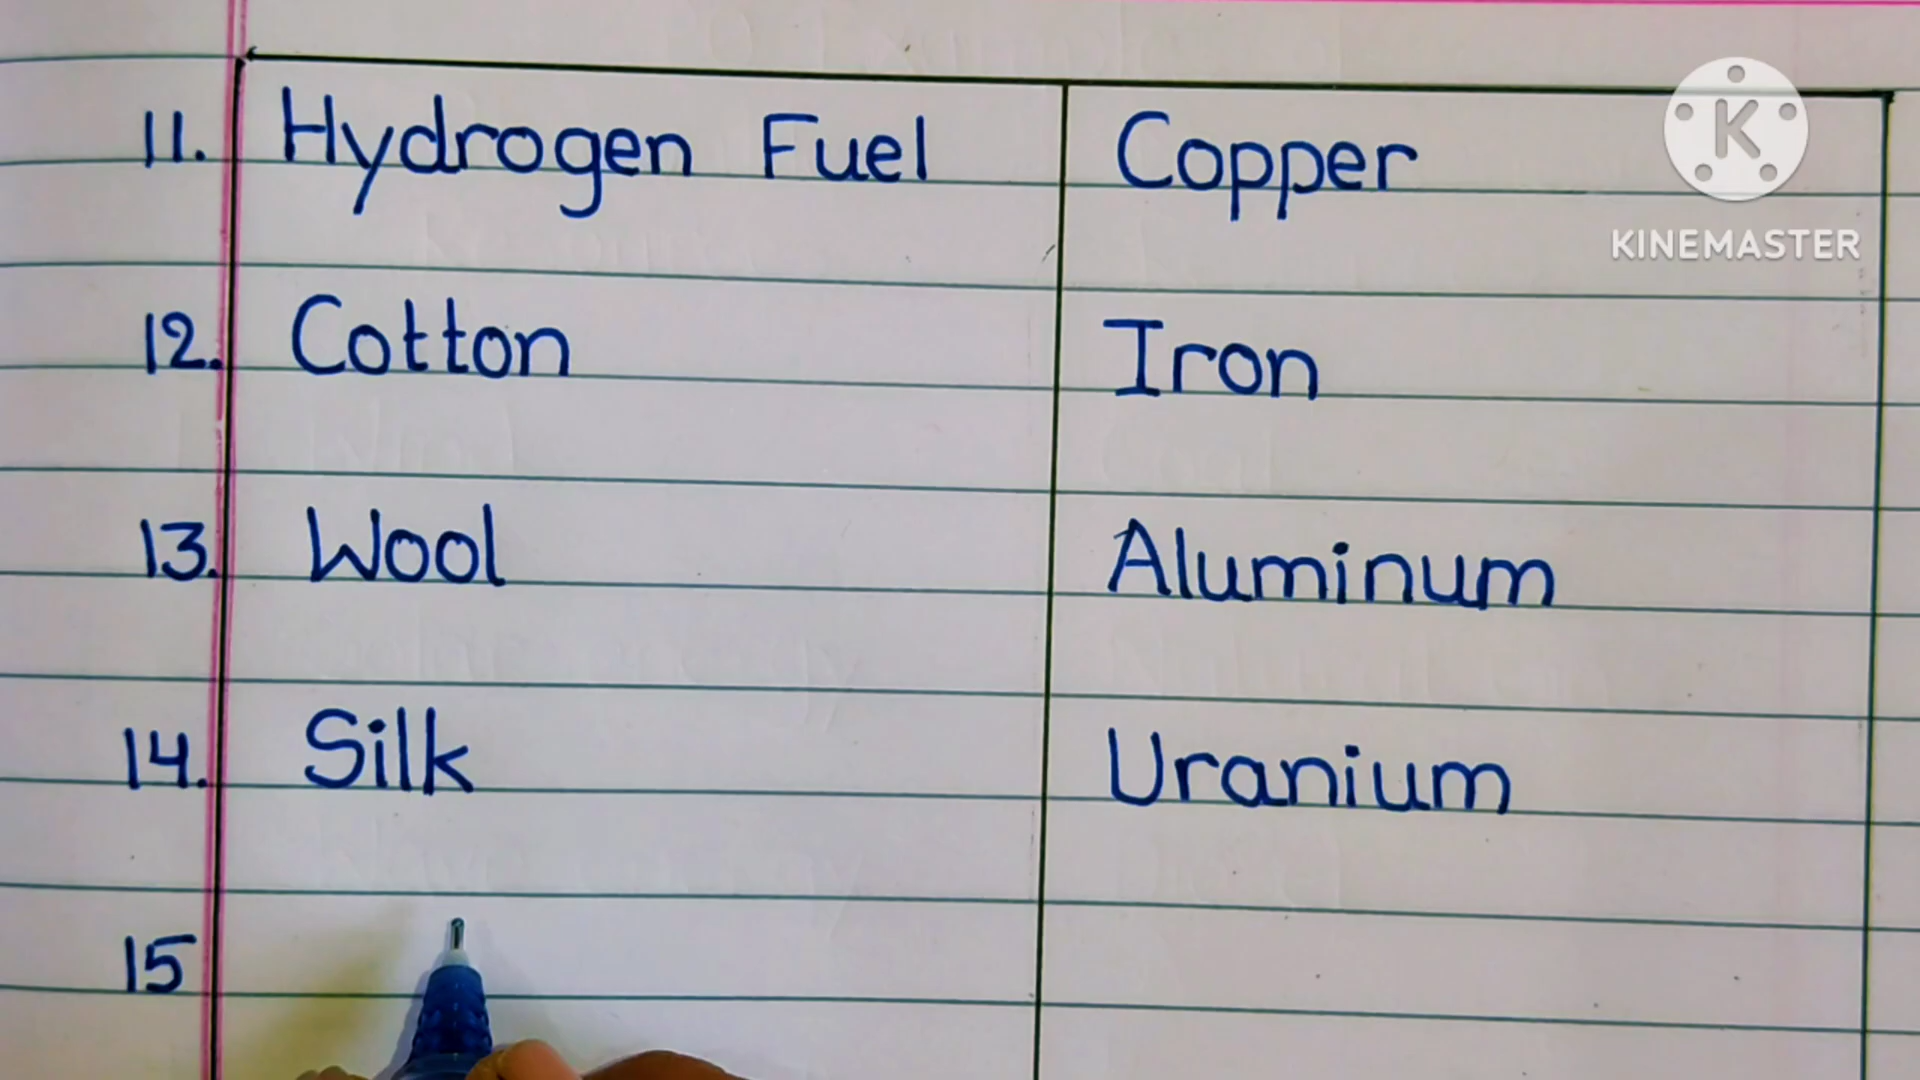 11. Hydrogen Fuel Copper
K
KINEMASTER
12. Cotton Iron
13. Wool Aluminum
14. Silk Uranium
15